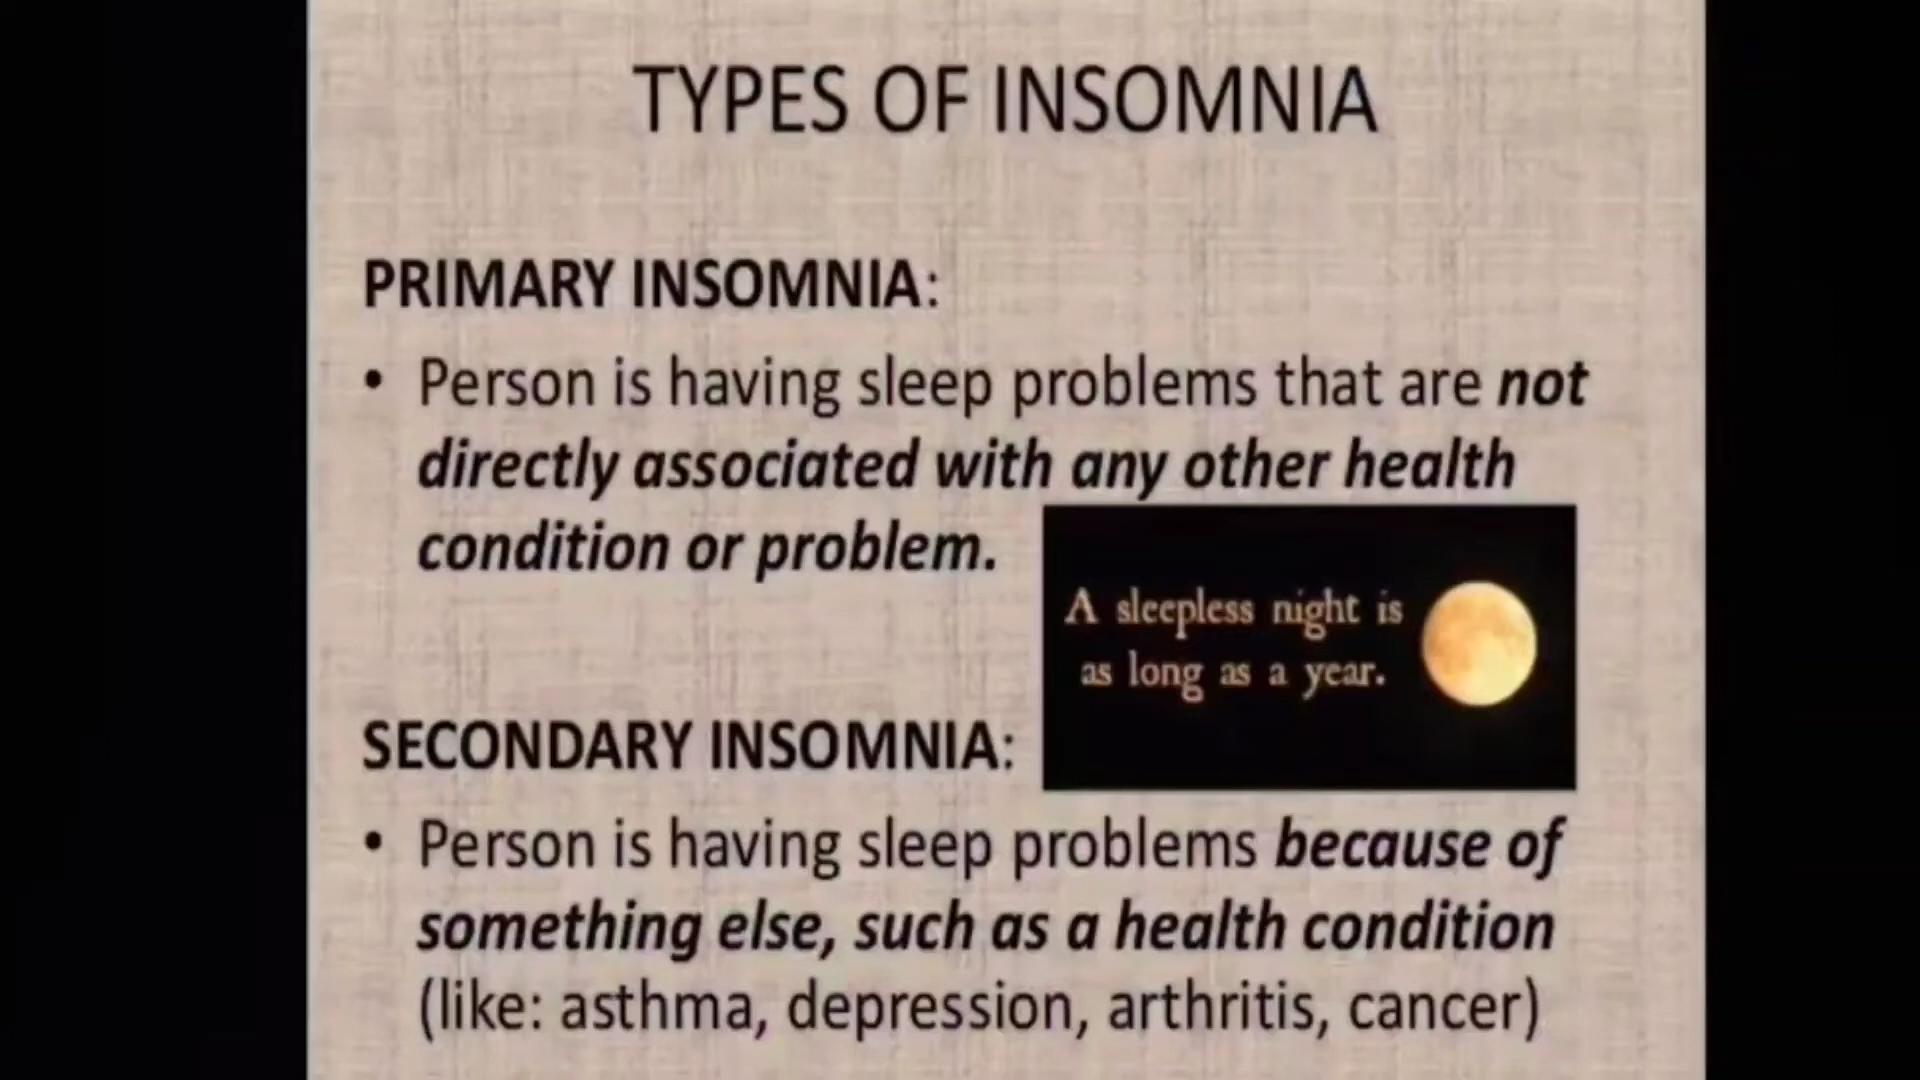 TYPES OF INSOMNIA
PRIMARY INSOMNIA:
• Person is having sleep problems that are not
directly associated with any other health
condition or problem.
A sleepless night is
as long as a year.
SECONDARY INSOMNIA:
• Person is having sleep problems because of
something else, such as a health condition
(like: asthma, depression, arthritis, cancer)